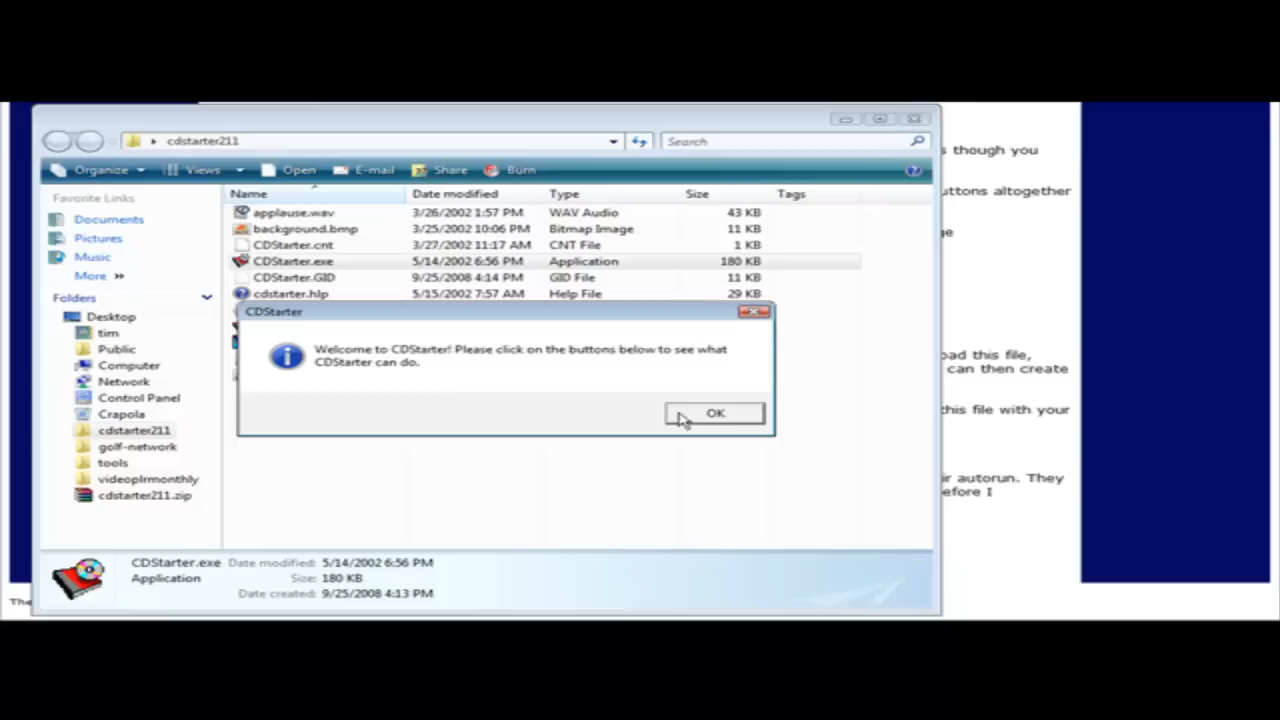 cdstarter211
Search
Organize Views Open E-mail Share Burn
Favorite Links
Documents
Pictures
Music
More »
Folders
Desktop
tim
Public
Computer
Network
Control Panel
Crapola
cdstarter211
golf-network
tools
videoplrmonthly
cdstarter211.zip
Name Date modified Type Size Tags
applause.wav 3/26/2002 1:57 PM WAV Audio 43 KB
background.bmp 3/25/2002 10:06 PM Bitmap Image 11 KB
CDStarter.cnt 3/27/2002 11:17 AM CNT File 1 KB
CDStarter.exe 5/14/2002 6:56 PM Application 180 KB
CDStarter.GID 9/25/2008 4:14 PM GID File 11 KB
cdstarter.hlp 5/15/2002 7:57 AM Help File 29 KB
CDStarter
Welcome to CDStarter! Please click on the buttons below to see what
CDStarter can do.
OK
CDStarter.exe Date modified: 5/14/2002 6:56 PM
Application Size: 180 KB
Date created: 9/25/2008 4:13 PM
s though you
uttons altogether
ge
oad this file,
can then create
this file with your
ir autorun. They
efore I
The